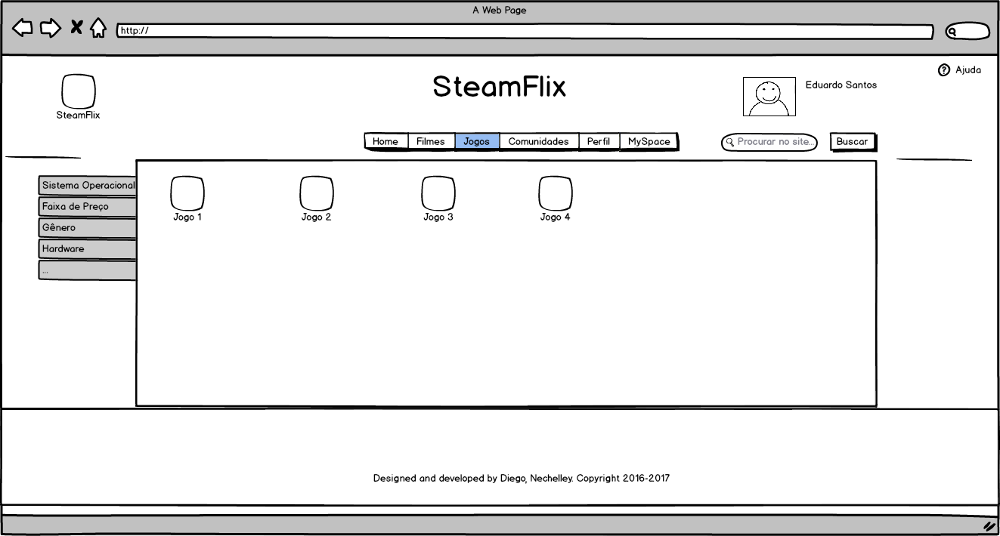 A Web Page
http://
Ajuda
SteamFlix
SteamFlix
Eduardo Santos
Home Filmes Jogos Comunidades Perfil MySpace
Procurar no site...
Buscar
Sistema Operacional
Faixa de Preço
Gênero
Hardware
...
Jogo 1 Jogo 2 Jogo 3 Jogo 4
Designed and developed by Diego, Nechelley. Copyright 2016-2017